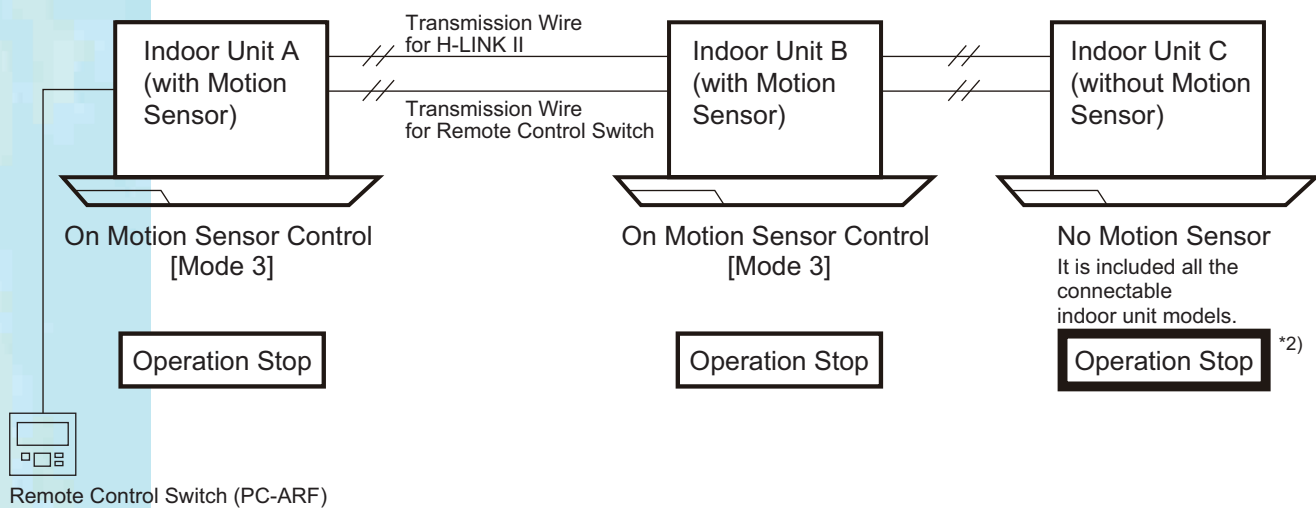 Transmission Wire
for H-LINK II
Indoor Unit A
(with Motion
Sensor)
Transmission Wire
for Remote Control Switch
Indoor Unit B
(with Motion
Sensor)
Indoor Unit C
(without Motion
Sensor)
On Motion Sensor Control
[Mode 3]
On Motion Sensor Control
[Mode 3]
No Motion Sensor
It is included all the
connectable
indoor unit models.
Operation Stop
Operation Stop
Operation Stop
*2)
Remote Control Switch (PC-ARF)